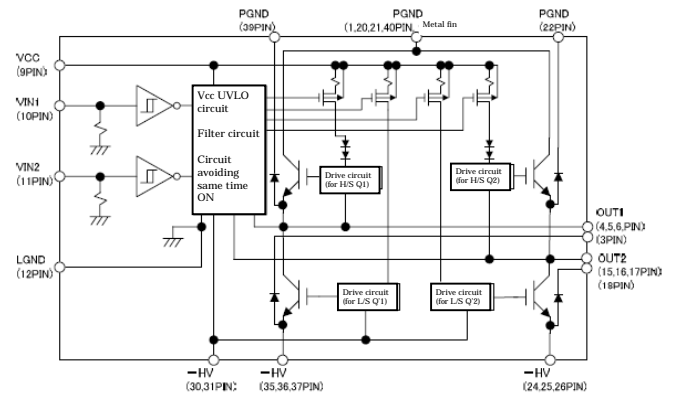 PGND
(39PIN)
PGND
(1,20,21,40PIN Metal fin
PGND
(22PIN)
VCC
(9PIN)
VIN1
(10PIN)
VIN2
(11PIN)
LGND
(12PIN)
Vcc UVLO
circuit
Filter circuit
Circuit
avoiding
same time
ON
Drive circuit
(for H/S Q1)
Drive circuit
(for H/S Q2)
Drive circuit
(for L/S Q'1)
Drive circuit
(for L/S Q'2)
OUT1
(4,5,6,PIN)
(3PIN)
OUT2
(15,16,17PIN)
(18PIN)
-HV
(30,31PIN)
-HV
(35,36,37PIN)
-HV
(24,25,26PIN)